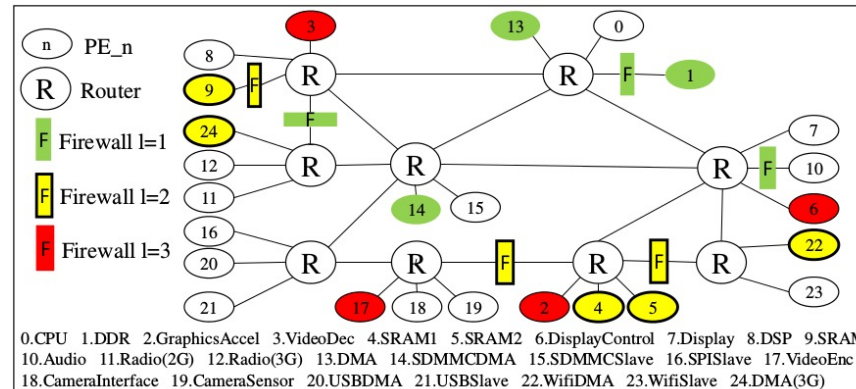 3
13
0
n PE_n
8
R
R
F
1
9
F
R Router
F
24
7
F Firewall l=1
12
R
R
R
F
10
11
14
15
6
F Firewall l=2
16
22
F Firewall l=3
20
R
R
F
R
F
R
21
17
18
19
2
4
5
23
0.CPU 1.DDR 2.GraphicsAccel 3.VideoDec 4.SRAM1 5.SRAM2 6.DisplayControl 7.Display 8.DSP
10.Audio 11.Radio(2G) 12.Radio(3G) 13.DMA 14.SDMMCDMA 15.SDMMCSlave 16.SPISlave 17.VideoEnc
18.CameraInterface 19.CameraSensor 20.USBDMA 21.USBSlave 22.WifiDMA 23.WifiSlave 24.DMA(3G)